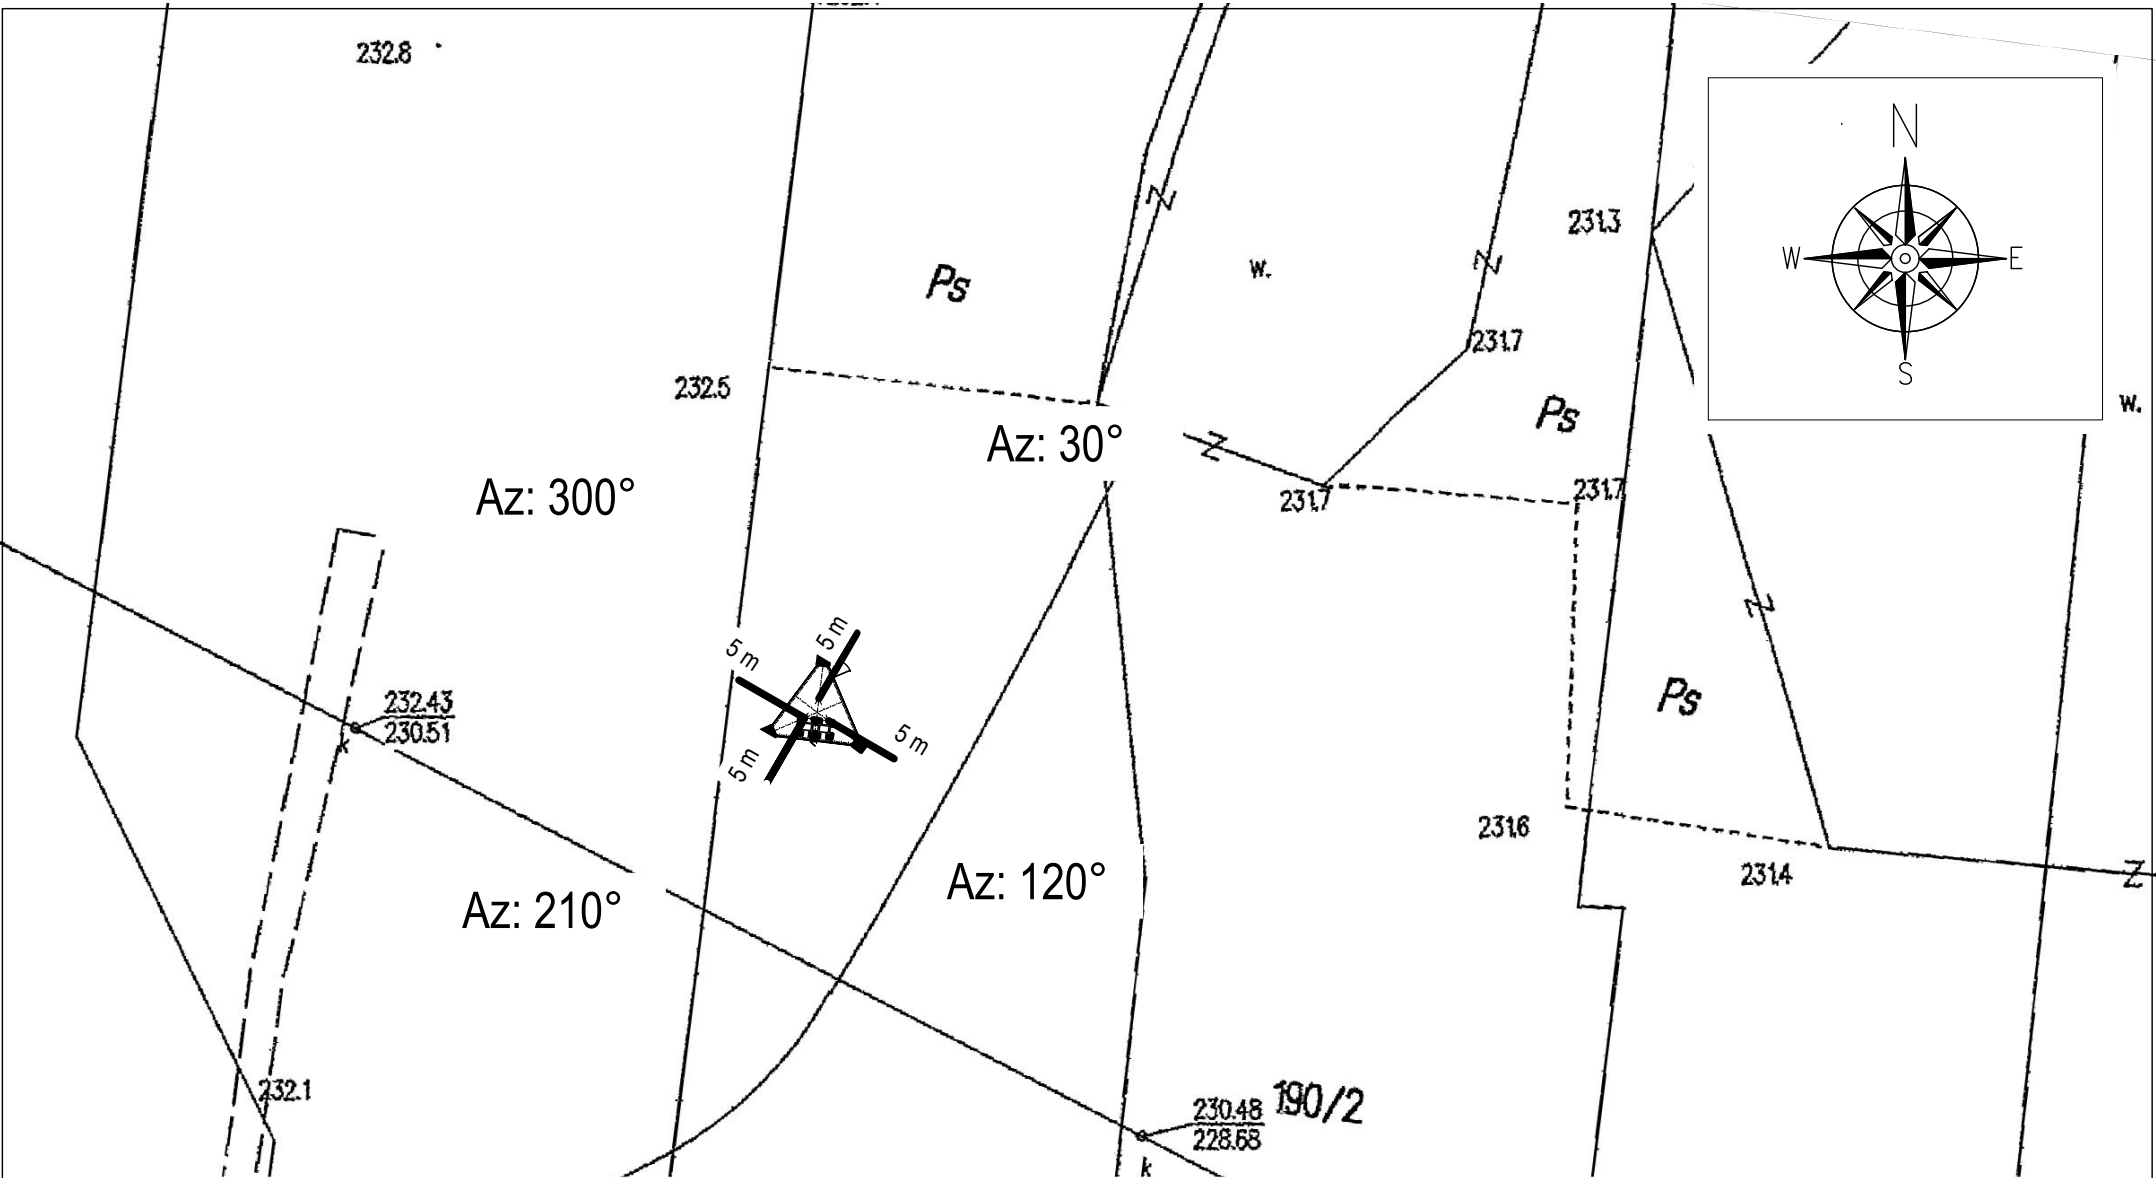 232.8
N
W
E
S
231.3
Ps
w.
231.7
232.5
Ps
w.
Az: 30°
Az: 300°
231.7
231.7
5 m
5 m
Ps
232.43
230.51
k
5 m
5 m
231.6
231.4
Az: 120°
Az: 210°
232.1
230.48
228.68
190/2
k